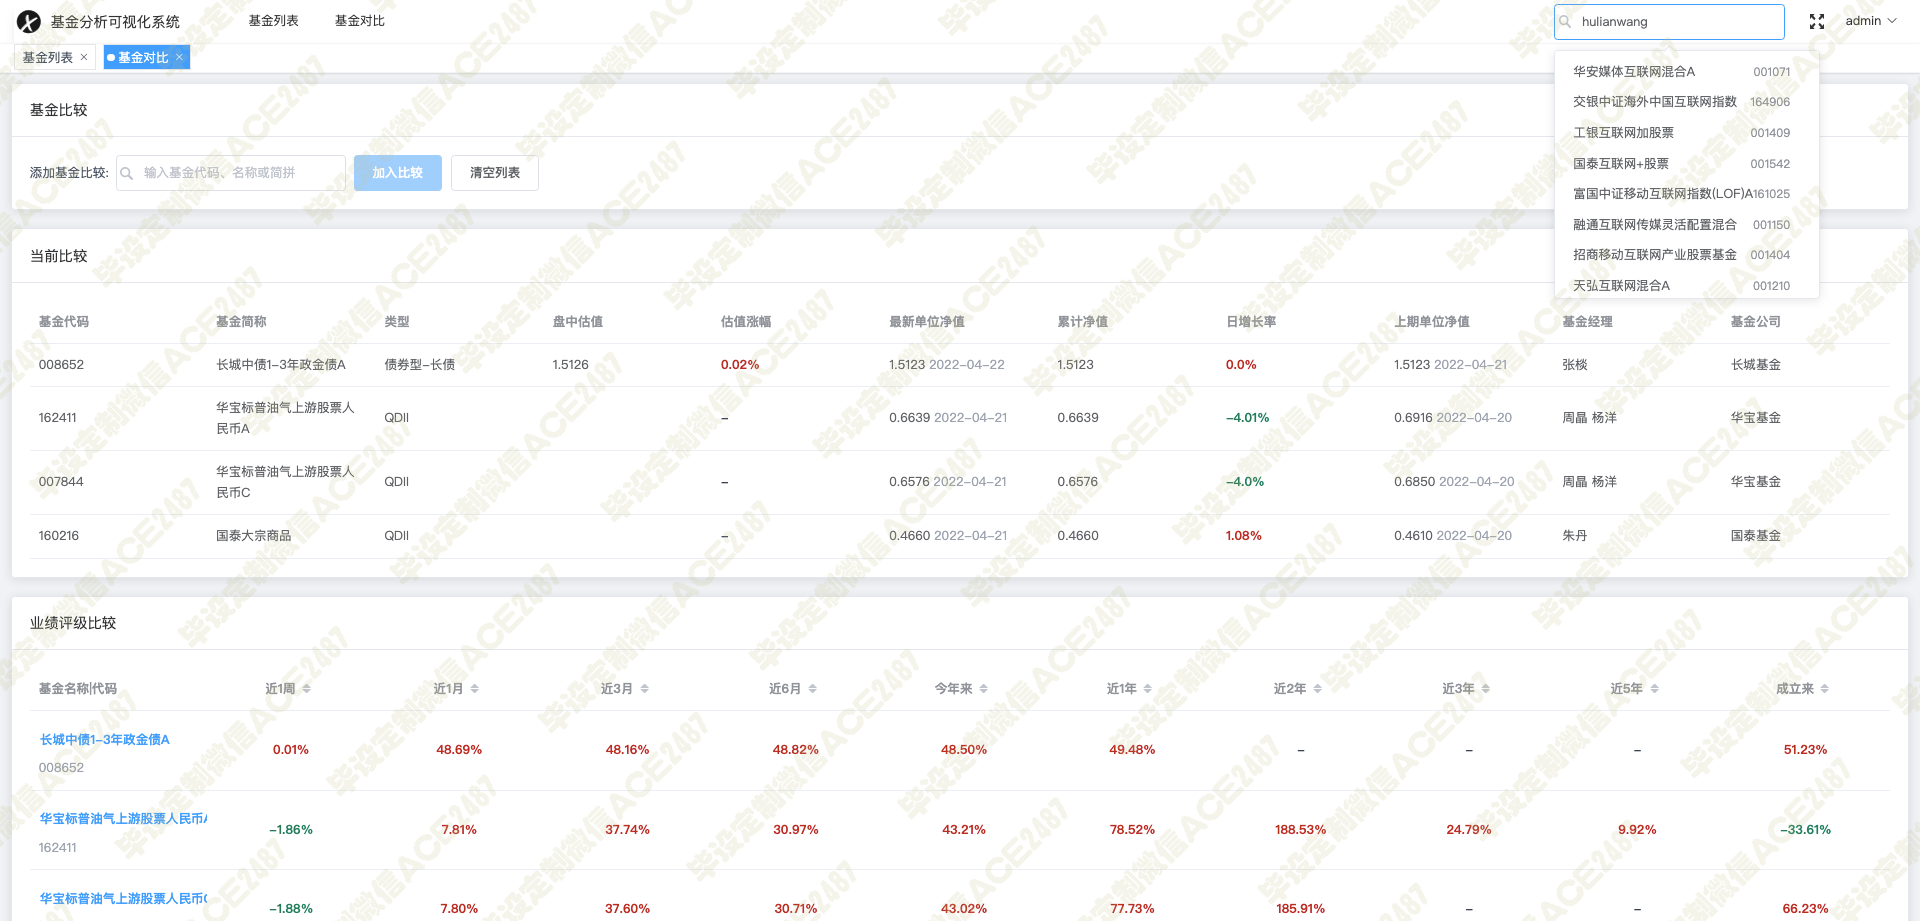 基金分析可视化系统 基金列表 基金对比 hulianwang admin
基金列表 × 基金对比 ×
华安媒体互联网混合A 001071
交银中证海外中国互联网指数 164906
工银互联网加股票 001409
国泰互联网+股票 001542
富国中证移动互联网指数(LOF)A 161025
融通互联网传媒灵活配置混合 001150
招商移动互联网产业股票基金 001404
天弘互联网混合A 001210
基金比较
添加基金比较: 输入基金代码、名称或简拼 加入比较 清空列表
当前比较
基金代码 基金简称 类型 盘中估值 估值涨幅 最新单位净值 累计净值 日增长率 上期单位净值 基金经理 基金公司
008652 长城中债1-3年政金债A 债券型-长债 1.5126 0.02% 1.5123 2022-04-22 1.5123 0.0% 1.5123 2022-04-21 张棪 长城基金
162411 华宝标普油气上游股票人民币A QDII – 0.6639 2022-04-21 0.6639 -4.01% 0.6916 2022-04-20 周晶 杨洋 华宝基金
007844 华宝标普油气上游股票人民币C QDII – 0.6576 2022-04-21 0.6576 -4.0% 0.6850 2022-04-20 周晶 杨洋 华宝基金
160216 国泰大宗商品 QDII – 0.4660 2022-04-21 0.4660 1.08% 0.4610 2022-04-20 朱丹 国泰基金
业绩评级比较
基金名称|代码 近1周 近1月 近3月 近6月 今年来 近1年 近2年 近3年 近5年 成立来
长城中债1-3年政金债A
008652 0.01% 48.69% 48.16% 48.82% 48.50% 49.48% – – – 51.23%
华宝标普油气上游股票人民币A
162411 -1.86% 7.81% 37.74% 30.97% 43.21% 78.52% 188.53% 24.79% 9.92% -33.61%
华宝标普油气上游股票人民币C
-1.88% 7.80% 37.60% 30.71% 43.02% 77.73% 185.91% – – 66.23%
毕设定制微信ACE2487